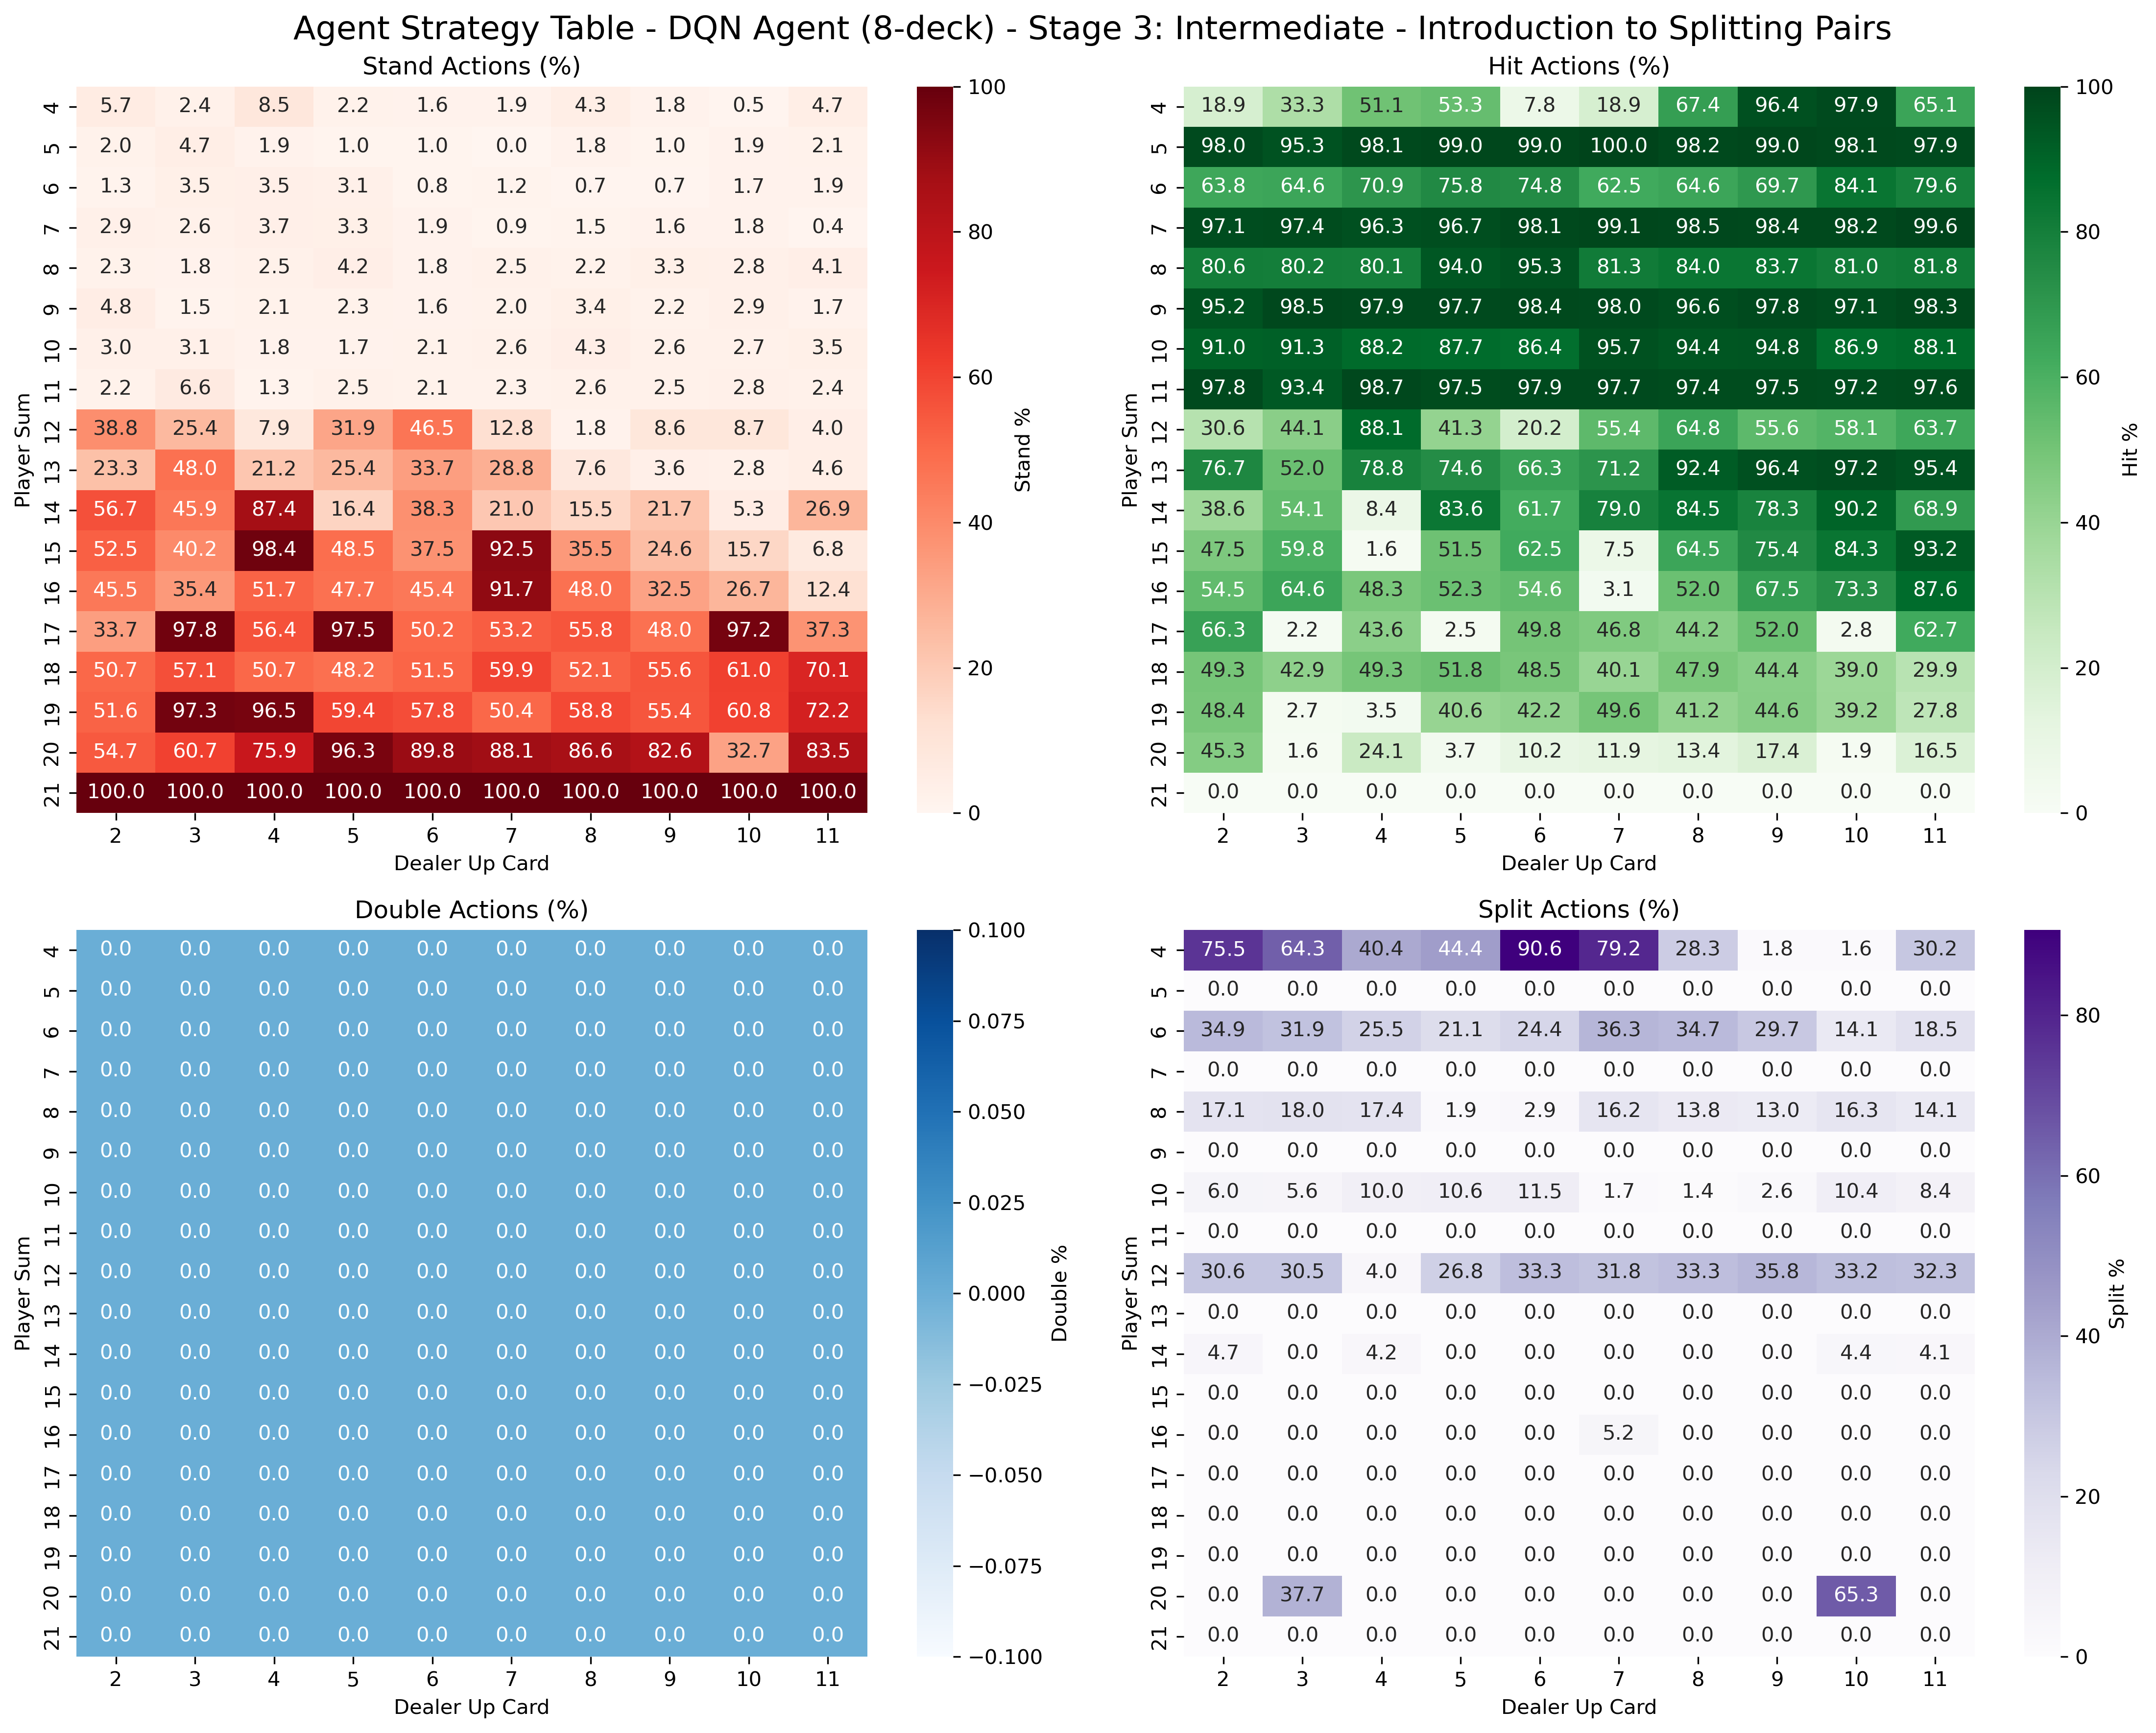 Agent Strategy Table - DQN Agent (8-deck) - Stage 3: Intermediate - Introduction to Splitting Pairs
Stand Actions (%)
4 5.7 2.4 8.5 2.2 1.6 1.9 4.3 1.8 0.5 4.7
5 2.0 4.7 1.9 1.0 1.0 0.0 1.8 1.0 1.9 2.1
6 1.3 3.5 3.5 3.1 0.8 1.2 0.7 0.7 1.7 1.9
7 2.9 2.6 3.7 3.3 1.9 0.9 1.5 1.6 1.8 0.4
8 2.3 1.8 2.5 4.2 1.8 2.5 2.2 3.3 2.8 4.1
9 4.8 1.5 2.1 2.3 1.6 2.0 3.4 2.2 2.9 1.7
10 3.0 3.1 1.8 1.7 2.1 2.6 4.3 2.6 2.7 3.5
11 2.2 6.6 1.3 2.5 2.1 2.3 2.6 2.5 2.8 2.4
12 38.8 25.4 7.9 31.9 46.5 12.8 1.8 8.6 8.7 4.0
13 23.3 48.0 21.2 25.4 33.7 28.8 7.6 3.6 2.8 4.6
14 56.7 45.9 87.4 16.4 38.3 21.0 15.5 21.7 5.3 26.9
15 52.5 40.2 98.4 48.5 37.5 92.5 35.5 24.6 15.7 6.8
16 45.5 35.4 51.7 47.7 45.4 91.7 48.0 32.5 26.7 12.4
17 33.7 97.8 56.4 97.5 50.2 53.2 55.8 48.0 97.2 37.3
18 50.7 57.1 50.7 48.2 51.5 59.9 52.1 55.6 61.0 70.1
19 51.6 97.3 96.5 59.4 57.8 50.4 58.8 55.4 60.8 72.2
20 54.7 60.7 75.9 96.3 89.8 88.1 86.6 82.6 32.7 83.5
21 100.0 100.0 100.0 100.0 100.0 100.0 100.0 100.0 100.0 100.0
2 3 4 5 6 7 8 9 10 11
Dealer Up Card
Player Sum
100
80
60
40
20
0
Stand %
Hit Actions (%)
4 18.9 33.3 51.1 53.3 7.8 18.9 67.4 96.4 97.9 65.1
5 98.0 95.3 98.1 99.0 99.0 100.0 98.2 99.0 98.1 97.9
6 63.8 64.6 70.9 75.8 74.8 62.5 64.6 69.7 84.1 79.6
7 97.1 97.4 96.3 96.7 98.1 99.1 98.5 98.4 98.2 99.6
8 80.6 80.2 80.1 94.0 95.3 81.3 84.0 83.7 81.0 81.8
9 95.2 98.5 97.9 97.7 98.4 98.0 96.6 97.8 97.1 98.3
10 91.0 91.3 88.2 87.7 86.4 95.7 94.4 94.8 86.9 88.1
11 97.8 93.4 98.7 97.5 97.9 97.7 97.4 97.5 97.2 97.6
12 30.6 44.1 88.1 41.3 20.2 55.4 64.8 55.6 58.1 63.7
13 76.7 52.0 78.8 74.6 66.3 71.2 92.4 96.4 97.2 95.4
14 38.6 54.1 8.4 83.6 61.7 79.0 84.5 78.3 90.2 68.9
15 47.5 59.8 1.6 51.5 62.5 7.5 64.5 75.4 84.3 93.2
16 54.5 64.6 48.3 52.3 54.6 3.1 52.0 67.5 73.3 87.6
17 66.3 2.2 43.6 2.5 49.8 46.8 44.2 52.0 2.8 62.7
18 49.3 42.9 49.3 51.8 48.5 40.1 47.9 44.4 39.0 29.9
19 48.4 2.7 3.5 40.6 42.2 49.6 41.2 44.6 39.2 27.8
20 45.3 1.6 24.1 3.7 10.2 11.9 13.4 17.4 1.9 16.5
21 0.0 0.0 0.0 0.0 0.0 0.0 0.0 0.0 0.0 0.0
2 3 4 5 6 7 8 9 10 11
Dealer Up Card
Player Sum
100
80
60
40
20
0
Hit %
Double Actions (%)
4 0.0 0.0 0.0 0.0 0.0 0.0 0.0 0.0 0.0 0.0
5 0.0 0.0 0.0 0.0 0.0 0.0 0.0 0.0 0.0 0.0
6 0.0 0.0 0.0 0.0 0.0 0.0 0.0 0.0 0.0 0.0
7 0.0 0.0 0.0 0.0 0.0 0.0 0.0 0.0 0.0 0.0
8 0.0 0.0 0.0 0.0 0.0 0.0 0.0 0.0 0.0 0.0
9 0.0 0.0 0.0 0.0 0.0 0.0 0.0 0.0 0.0 0.0
10 0.0 0.0 0.0 0.0 0.0 0.0 0.0 0.0 0.0 0.0
11 0.0 0.0 0.0 0.0 0.0 0.0 0.0 0.0 0.0 0.0
12 0.0 0.0 0.0 0.0 0.0 0.0 0.0 0.0 0.0 0.0
13 0.0 0.0 0.0 0.0 0.0 0.0 0.0 0.0 0.0 0.0
14 0.0 0.0 0.0 0.0 0.0 0.0 0.0 0.0 0.0 0.0
15 0.0 0.0 0.0 0.0 0.0 0.0 0.0 0.0 0.0 0.0
16 0.0 0.0 0.0 0.0 0.0 0.0 0.0 0.0 0.0 0.0
17 0.0 0.0 0.0 0.0 0.0 0.0 0.0 0.0 0.0 0.0
18 0.0 0.0 0.0 0.0 0.0 0.0 0.0 0.0 0.0 0.0
19 0.0 0.0 0.0 0.0 0.0 0.0 0.0 0.0 0.0 0.0
20 0.0 0.0 0.0 0.0 0.0 0.0 0.0 0.0 0.0 0.0
21 0.0 0.0 0.0 0.0 0.0 0.0 0.0 0.0 0.0 0.0
2 3 4 5 6 7 8 9 10 11
Dealer Up Card
Player Sum
0.100
0.075
0.050
0.025
0.000
−0.025
−0.050
−0.075
−0.100
Double %
Split Actions (%)
4 75.5 64.3 40.4 44.4 90.6 79.2 28.3 1.8 1.6 30.2
5 0.0 0.0 0.0 0.0 0.0 0.0 0.0 0.0 0.0 0.0
6 34.9 31.9 25.5 21.1 24.4 36.3 34.7 29.7 14.1 18.5
7 0.0 0.0 0.0 0.0 0.0 0.0 0.0 0.0 0.0 0.0
8 17.1 18.0 17.4 1.9 2.9 16.2 13.8 13.0 16.3 14.1
9 0.0 0.0 0.0 0.0 0.0 0.0 0.0 0.0 0.0 0.0
10 6.0 5.6 10.0 10.6 11.5 1.7 1.4 2.6 10.4 8.4
11 0.0 0.0 0.0 0.0 0.0 0.0 0.0 0.0 0.0 0.0
12 30.6 30.5 4.0 26.8 33.3 31.8 33.3 35.8 33.2 32.3
13 0.0 0.0 0.0 0.0 0.0 0.0 0.0 0.0 0.0 0.0
14 4.7 0.0 4.2 0.0 0.0 0.0 0.0 0.0 4.4 4.1
15 0.0 0.0 0.0 0.0 0.0 0.0 0.0 0.0 0.0 0.0
16 0.0 0.0 0.0 0.0 0.0 5.2 0.0 0.0 0.0 0.0
17 0.0 0.0 0.0 0.0 0.0 0.0 0.0 0.0 0.0 0.0
18 0.0 0.0 0.0 0.0 0.0 0.0 0.0 0.0 0.0 0.0
19 0.0 0.0 0.0 0.0 0.0 0.0 0.0 0.0 0.0 0.0
20 0.0 37.7 0.0 0.0 0.0 0.0 0.0 0.0 65.3 0.0
21 0.0 0.0 0.0 0.0 0.0 0.0 0.0 0.0 0.0 0.0
2 3 4 5 6 7 8 9 10 11
Dealer Up Card
Player Sum
80
60
40
20
0
Split %